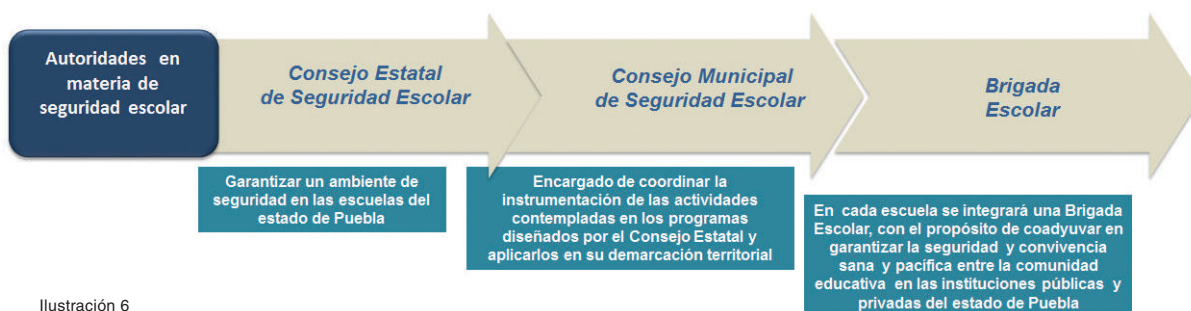 Autoridades en
materia de
seguridad escolar
Consejo Estatal
de Seguridad Escolar
Consejo Municipal
de Seguridad Escolar
Brigada
Escolar
Garantizar un ambiente de
seguridad en las escuelas del
estado de Puebla
Encargado de coordinar la
instrumentación de las actividades
contempladas en los programas
diseñados por el Consejo Estatal y
aplicarlos en su demarcación territorial
En cada escuela se integrará una Brigada
Escolar, con el propósito de coadyuvar en
garantizar la seguridad y convivencia
sana y pacífica entre la comunidad
educativa en las instituciones públicas y
privadas del estado de Puebla
Ilustración 6